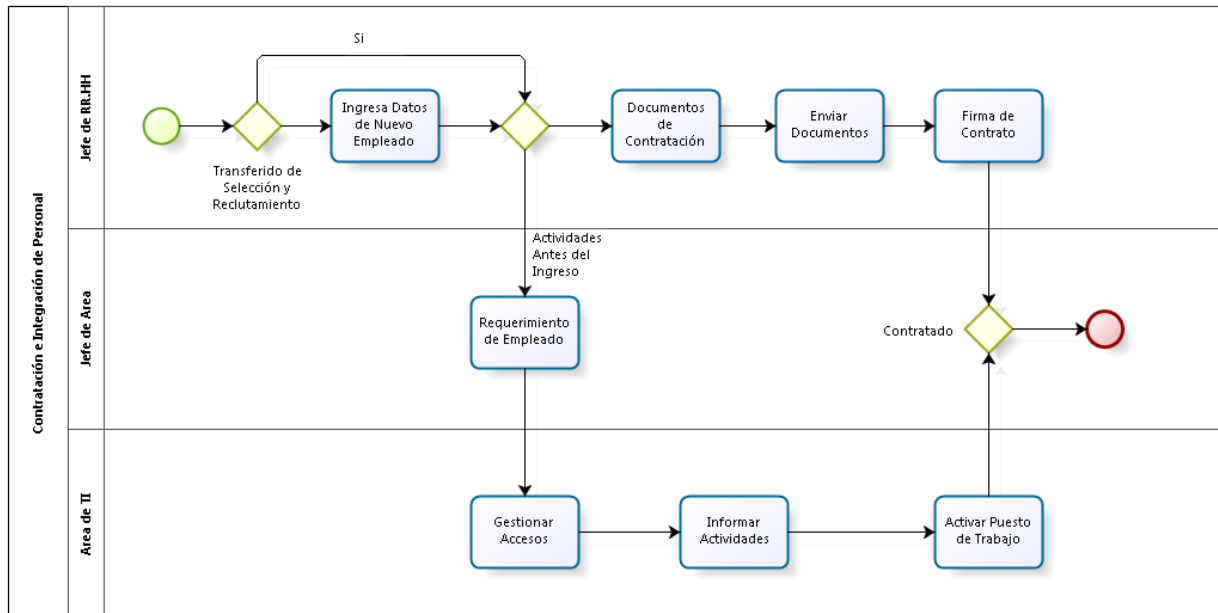 Contratación e Integración de Personal
Jefe de RR.HH
Si
Transferido de
Selección y
Reclutamiento
Ingresa Datos
de Nuevo
Empleado
Documentos
de
Contratación
Enviar
Documentos
Firma de
Contrato
Jefe de Area
Actividades
Antes del
Ingreso
Requerimiento
de Empleado
Contratado
Area de TI
Gestionar
Accesos
Informar
Actividades
Activar Puesto
de Trabajo